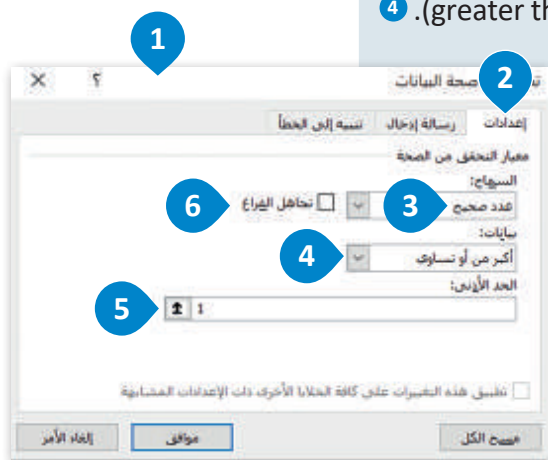 4 .(greater th
1
صحة البيانات 2
؟ ×
إعدادات رسالة إدخال تنبيه إلى الخطأ
معيار التحقق من الصحة
السماح:
عدد صحيح 3 تجاهل الفراغ 6
بيانات:
أكبر من أو تساوي 4
الحد الأدنى:
1 5
تطبيق هذه التغييرات على كافة الخلايا الأخرى ذات الإعدادات المشابهة
مسح الكل موافق إلغاء الأمر